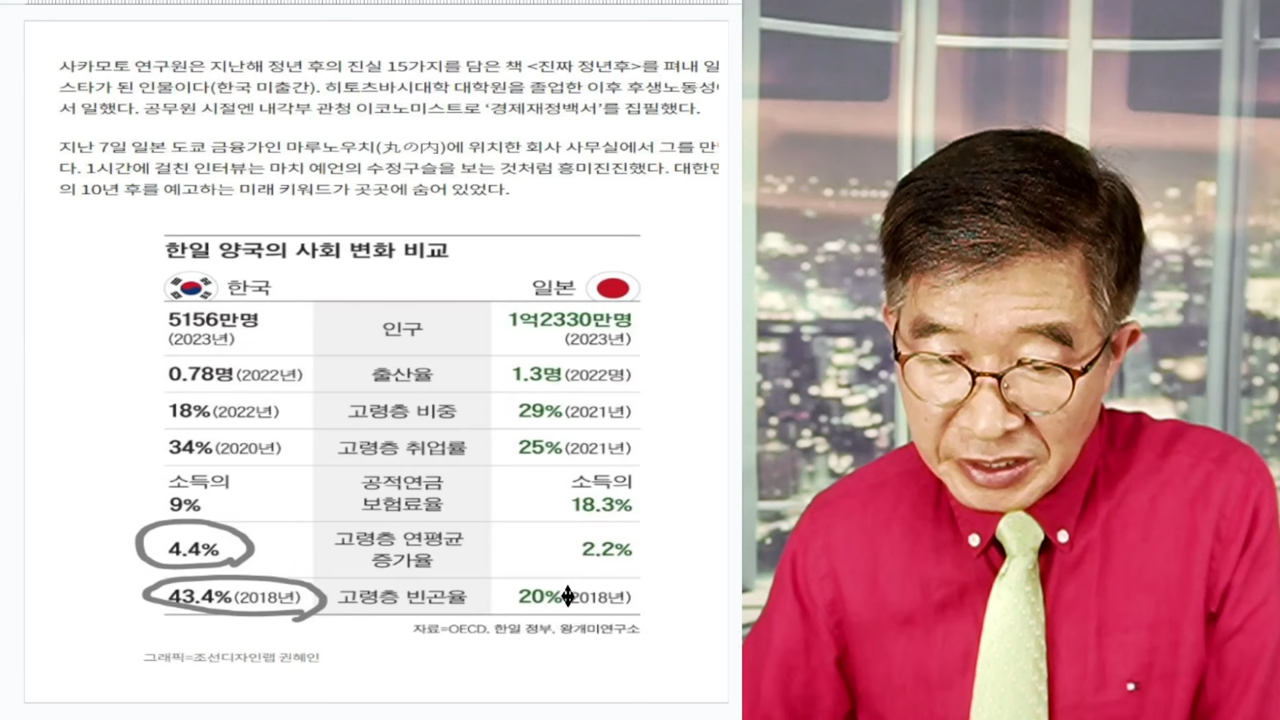 사카모토 연구원은 지난해 정년 후의 진실 15가지를 담은 책 <진짜 정년후>를 펴내 일
스타가 된 인물이다(한국 미출간). 히토츠바시대학 대학원을 졸업한 이후 후생노동성
서 일했다. 공무원 시절엔 내각부 관청 이코노미스트로 ‘경제재정백서’를 집필했다.
지난 7일 일본 도쿄 금융가인 마루노우치(丸の内)에 위치한 회사 사무실에서 그를 만
다. 1시간에 걸친 인터뷰는 마치 예언의 수정구슬을 보는 것처럼 흥미진진했다. 대한민
의 10년 후를 예고하는 미래 키워드가 곳곳에 숨어 있었다.
한일 양국의 사회 변화 비교
한국 일본
5156만명 인구 1억2330만명
(2023년) (2023년)
0.78명(2022년) 출산율 1.3명(2022명)
18%(2022년) 고령층 비중 29%(2021년)
34%(2020년) 고령층 취업률 25%(2021년)
소득의 공적연금 소득의
9% 보험료율 18.3%
4.4% 고령층 연평균 2.2%
증가율
43.4%(2018년) 고령층 빈곤율 20% 2018년)
자료=OECD, 한일 정부, 왕개미연구소
그래픽=조선디자인랩 권혜인